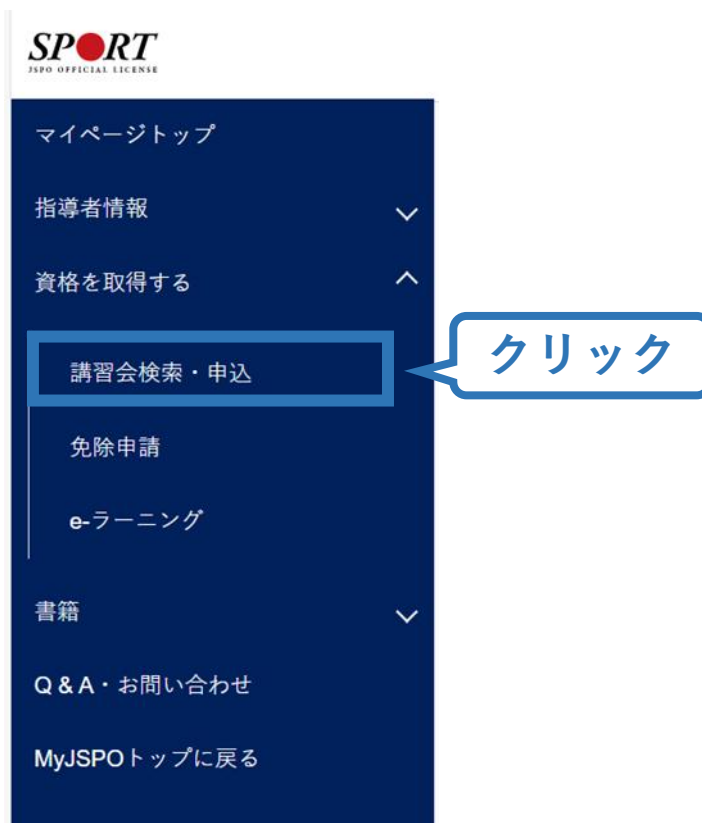 SPORT
JSPO OFFICIAL LICENSE
マイページトップ
指導者情報
資格を取得する
講習会検索・申込
クリック
免除申請
e-ラーニング
書籍
Q & A・お問い合わせ
MyJSPOトップに戻る